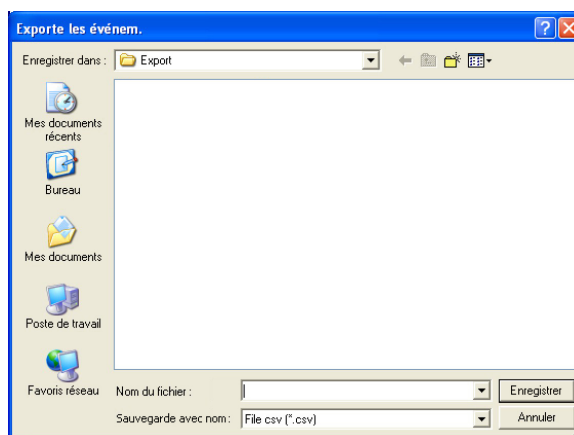 Exporte les événem.
Enregistrer dans : Export
Mes documents
récents
Bureau
Mes documents
Poste de travail
Favoris réseau
Nom du fichier : Enregistrer
Sauvegarde avec nom : File csv (*.csv) Annuler